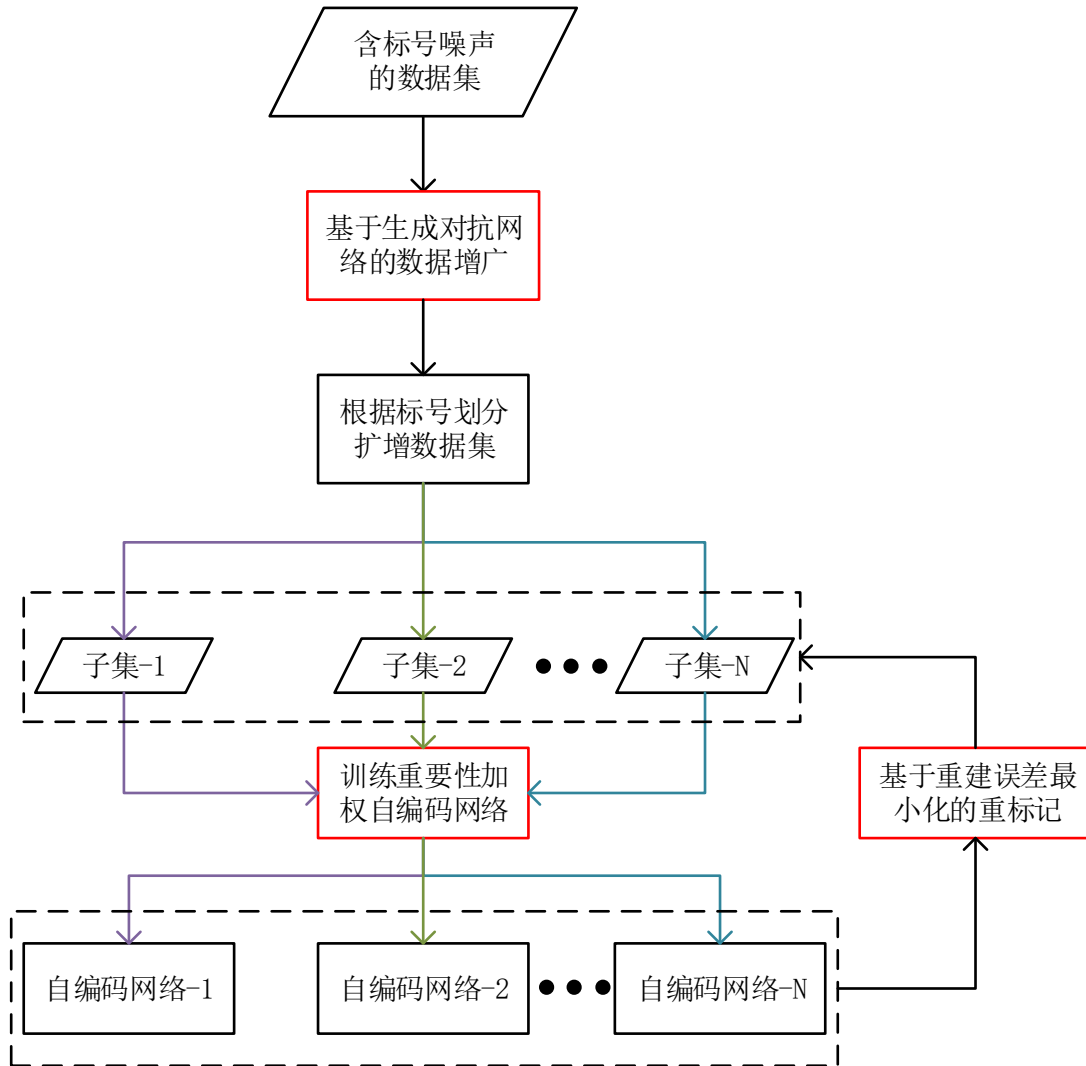 含标号噪声
的数据集
基于生成对抗网
络的数据增广
根据标号划分
扩增数据集
子集-1
子集-2
子集-N
训练重要性加
权自编码网络
基于重建误差最
小化的重标记
自编码网络-1
自编码网络-2
自编码网络-N